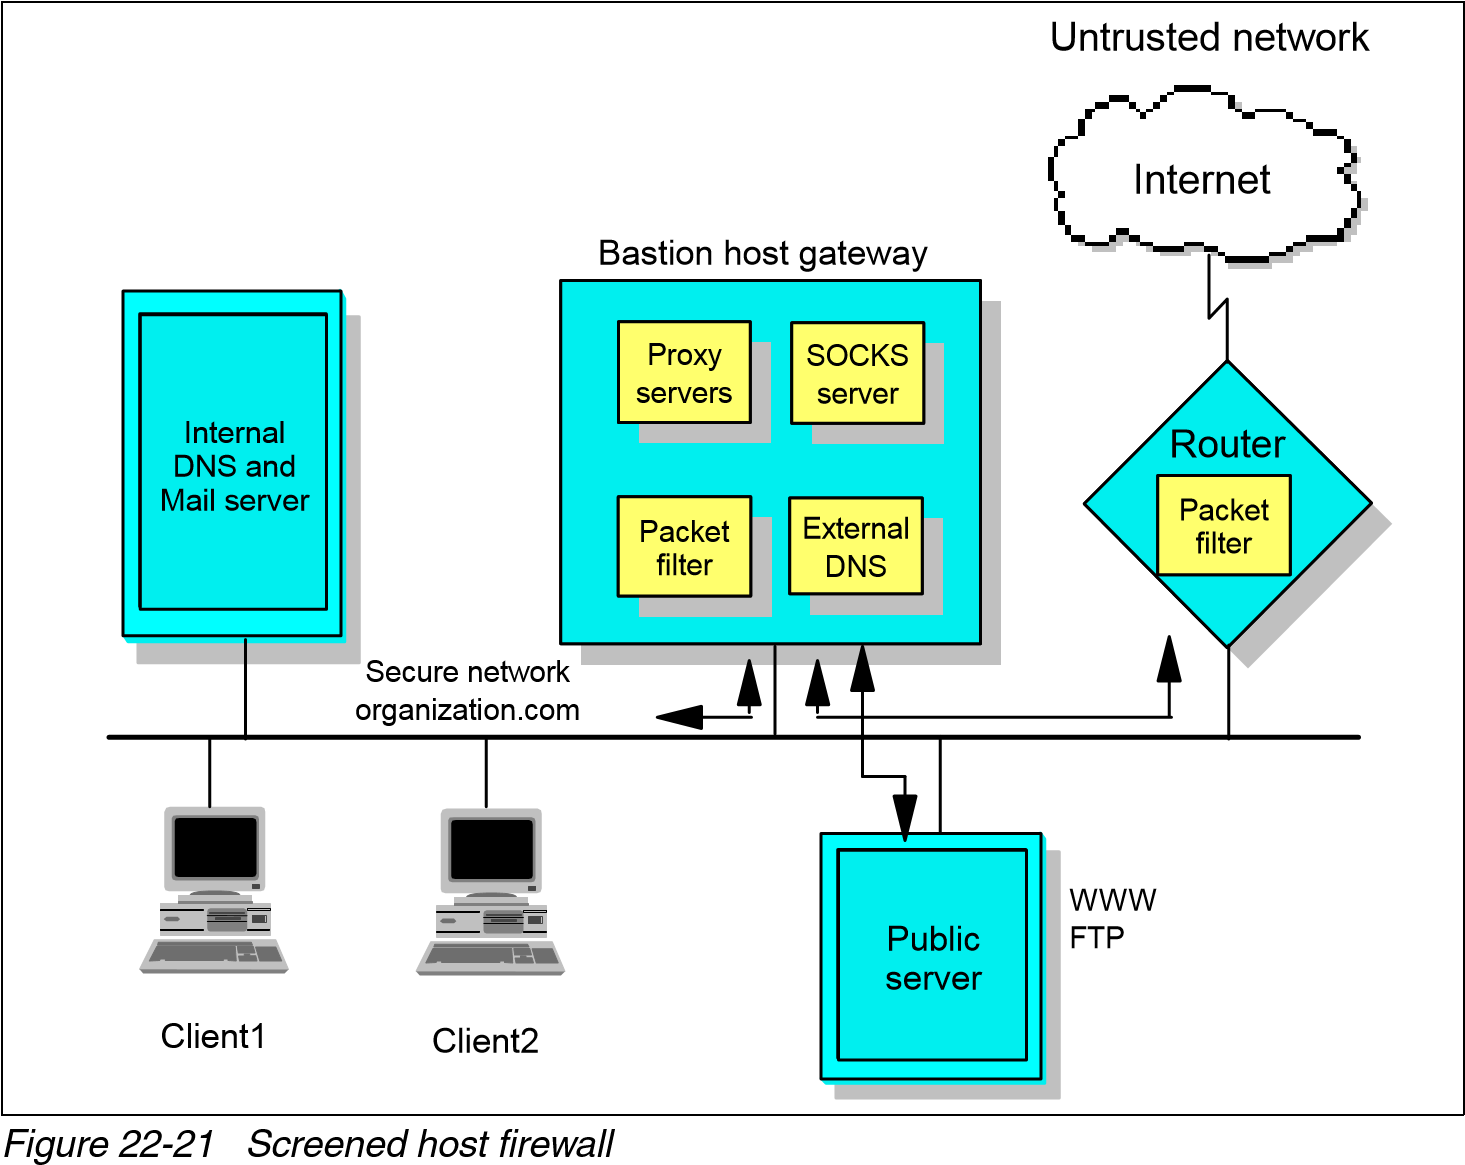 Untrusted network
Internet
Bastion host gateway
Proxy
servers
SOCKS
server
Internal
DNS and
Mail server
Router
Packet
filter
External
DNS
Packet
filter
Secure network
organization.com
WWW
FTP
Public
server
Client1
Client2
Figure 22-21 Screened host firewall